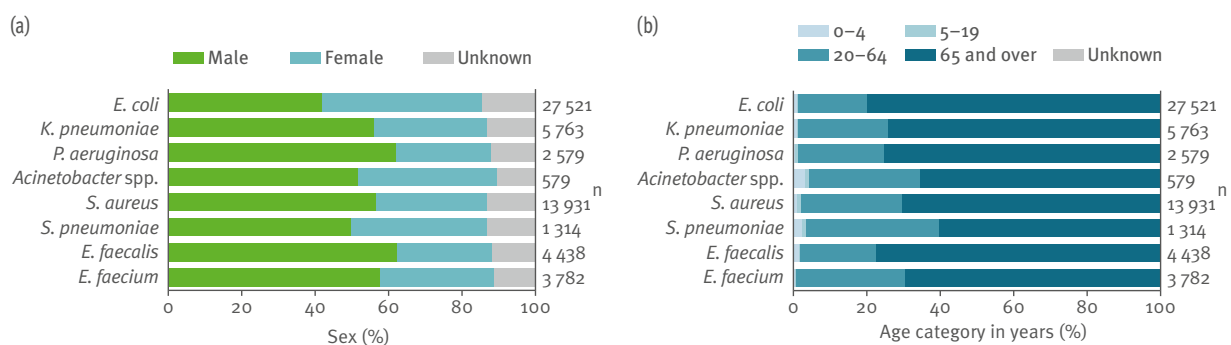 (a)
Male Female Unknown
E. coli 27 521
K. pneumoniae 5 763
P. aeruginosa 2 579
Acinetobacter spp. 579
n
S. aureus 13 931
S. pneumoniae 1 314
E. faecalis 4 438
E. faecium 3 782
0 20 40 60 80 100
Sex (%)
(b)
0–4 5–19
20–64 65 and over Unknown
E. coli 27 521
K. pneumoniae 5 763
P. aeruginosa 2 579
Acinetobacter spp. 579
n
S. aureus 13 931
S. pneumoniae 1 314
E. faecalis 4 438
E. faecium 3 782
0 20 40 60 80 100
Age category in years (%)